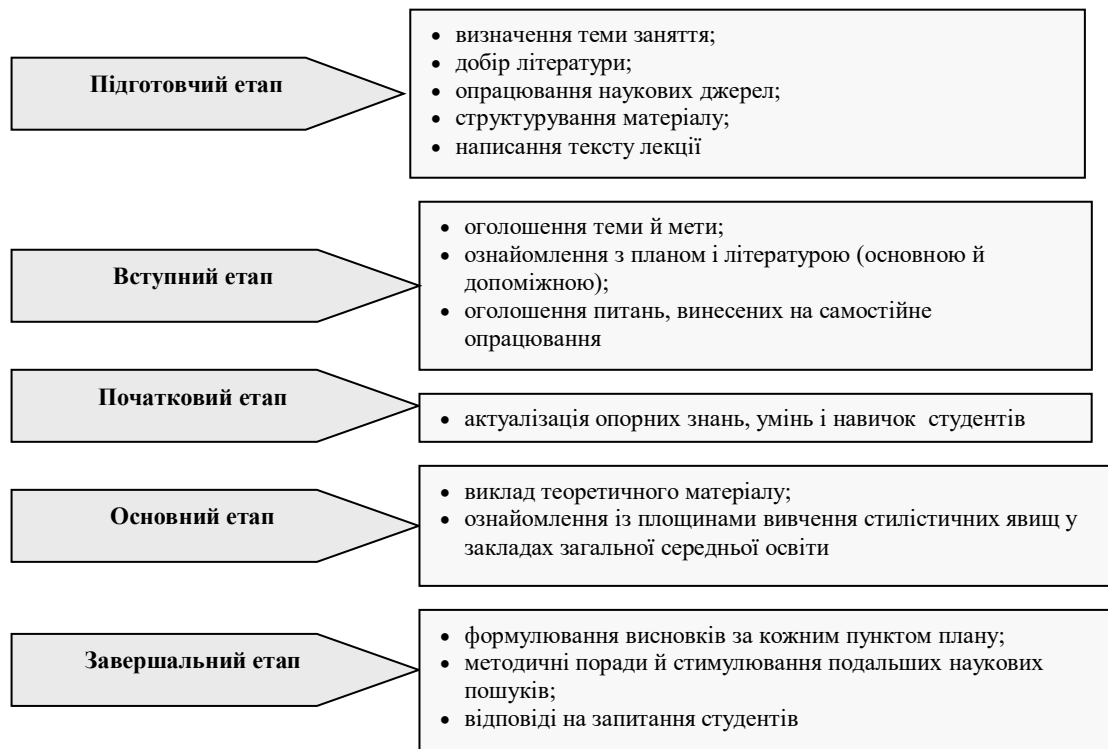 Підготовчий етап
• визначення теми заняття;
• добір літератури;
• опрацювання наукових джерел;
• структурування матеріалу;
• написання тексту лекції
Вступний етап
• оголошення теми й мети;
• ознайомлення з планом і літературою (основною й
допоміжною);
• оголошення питань, винесених на самостійне
опрацювання
Початковий етап
• актуалізація опорних знань, умінь і навичок студентів
Основний етап
• виклад теоретичного матеріалу;
• ознайомлення із площинами вивчення стилістичних явищ у
закладах загальної середньої освіти
Завершальний етап
• формулювання висновків за кожним пунктом плану;
• методичні поради й стимулювання подальших наукових
пошуків;
• відповіді на запитання студентів